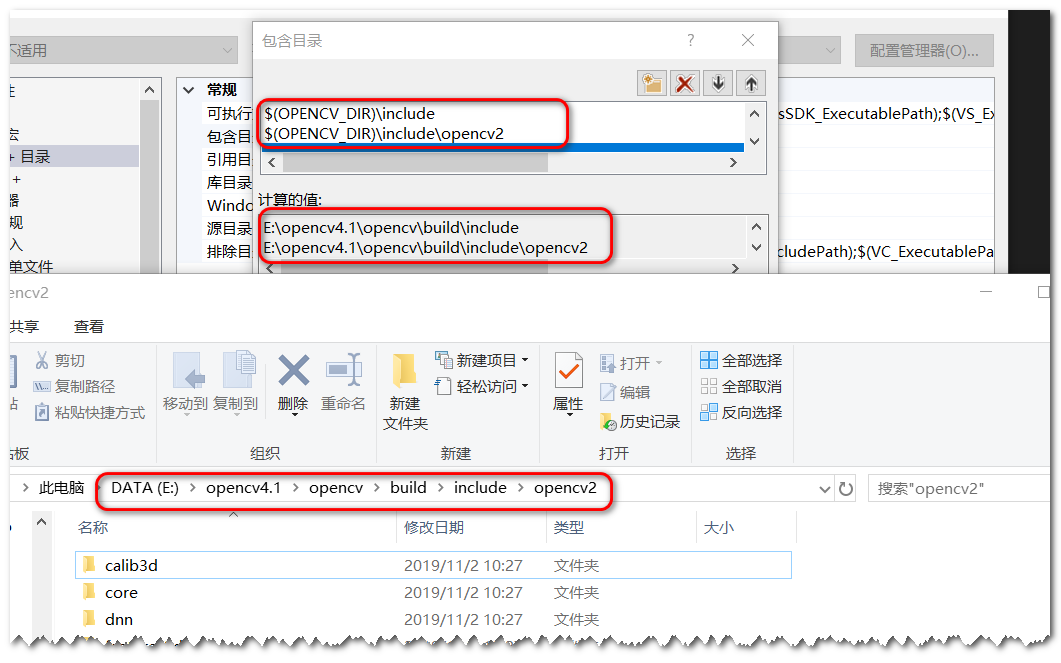 包含目录
?
不适用
配置管理器(O)...
性
常规
$(OPENCV_DIR)\include
可执行
sSDK_ExecutablePath);$(VS_Ex
宏
包含目
$(OPENCV_DIR)\include\opencv2
+ 目录
引用目
+
库目录
器
Windo
计算的值:
规
源目录
E:\opencv4.1\opencv\build\include
入
排除目
E:\opencv4.1\opencv\build\include\opencv2
cludePath);$(VC_ExecutablePa
单文件
encv2
共享
查看
剪切
复制路径
粘贴快捷方式
移动到
复制到
删除
重命名
新建
文件夹
新建项目
轻松访问
属性
打开
编辑
历史记录
全部选择
全部取消
反向选择
组织
新建
打开
选择
此电脑
DATA (E:)
opencv4.1
opencv
build
include
opencv2
搜索"opencv2"
名称
修改日期
类型
大小
calib3d
2019/11/2 10:27
文件夹
core
2019/11/2 10:27
文件夹
dnn
2019/11/2 10:27
文件夹